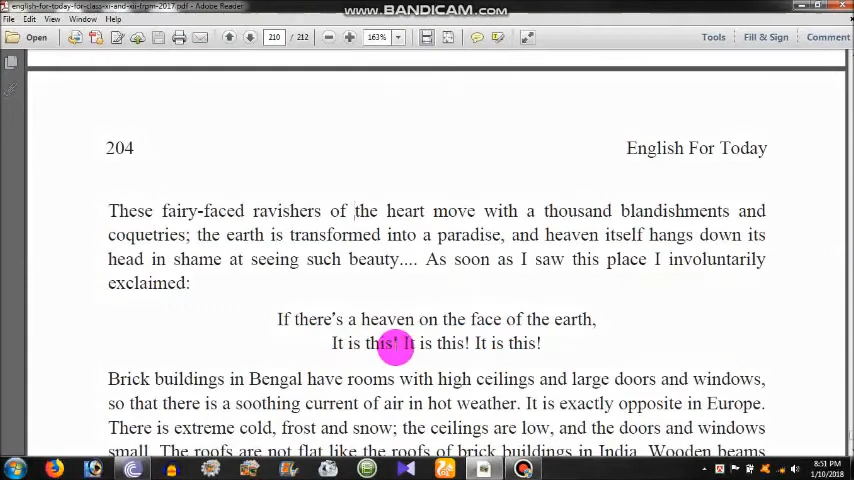 english-for-today-for-class-xi-and-xii-frpm-2017.pdf - Adobe Reader
www.BANDICAM.com
File Edit View Window Help
Open 210 / 212 163% Tools Fill & Sign Comment
204 English For Today
These fairy-faced ravishers of the heart move with a thousand blandishments and
coquetries; the earth is transformed into a paradise, and heaven itself hangs down its
head in shame at seeing such beauty.... As soon as I saw this place I involuntarily
exclaimed:
If there's a heaven on the face of the earth,
It is this! It is this! It is this!
Brick buildings in Bengal have rooms with high ceilings and large doors and windows,
so that there is a soothing current of air in hot weather. It is exactly opposite in Europe.
There is extreme cold, frost and snow; the ceilings are low, and the doors and windows
small. The roofs are not flat like the roofs of brick buildings in India. Wooden beams
8:51 PM
1/10/2018